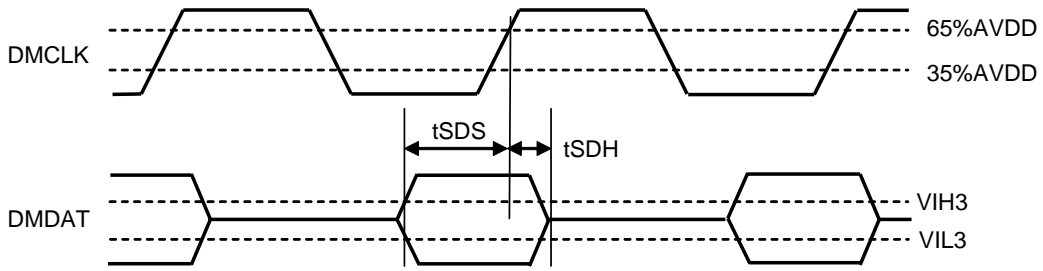 65%AVDD
DMCLK
35%AVDD
tSDS
tSDH
VIH3
DMDAT
VIL3